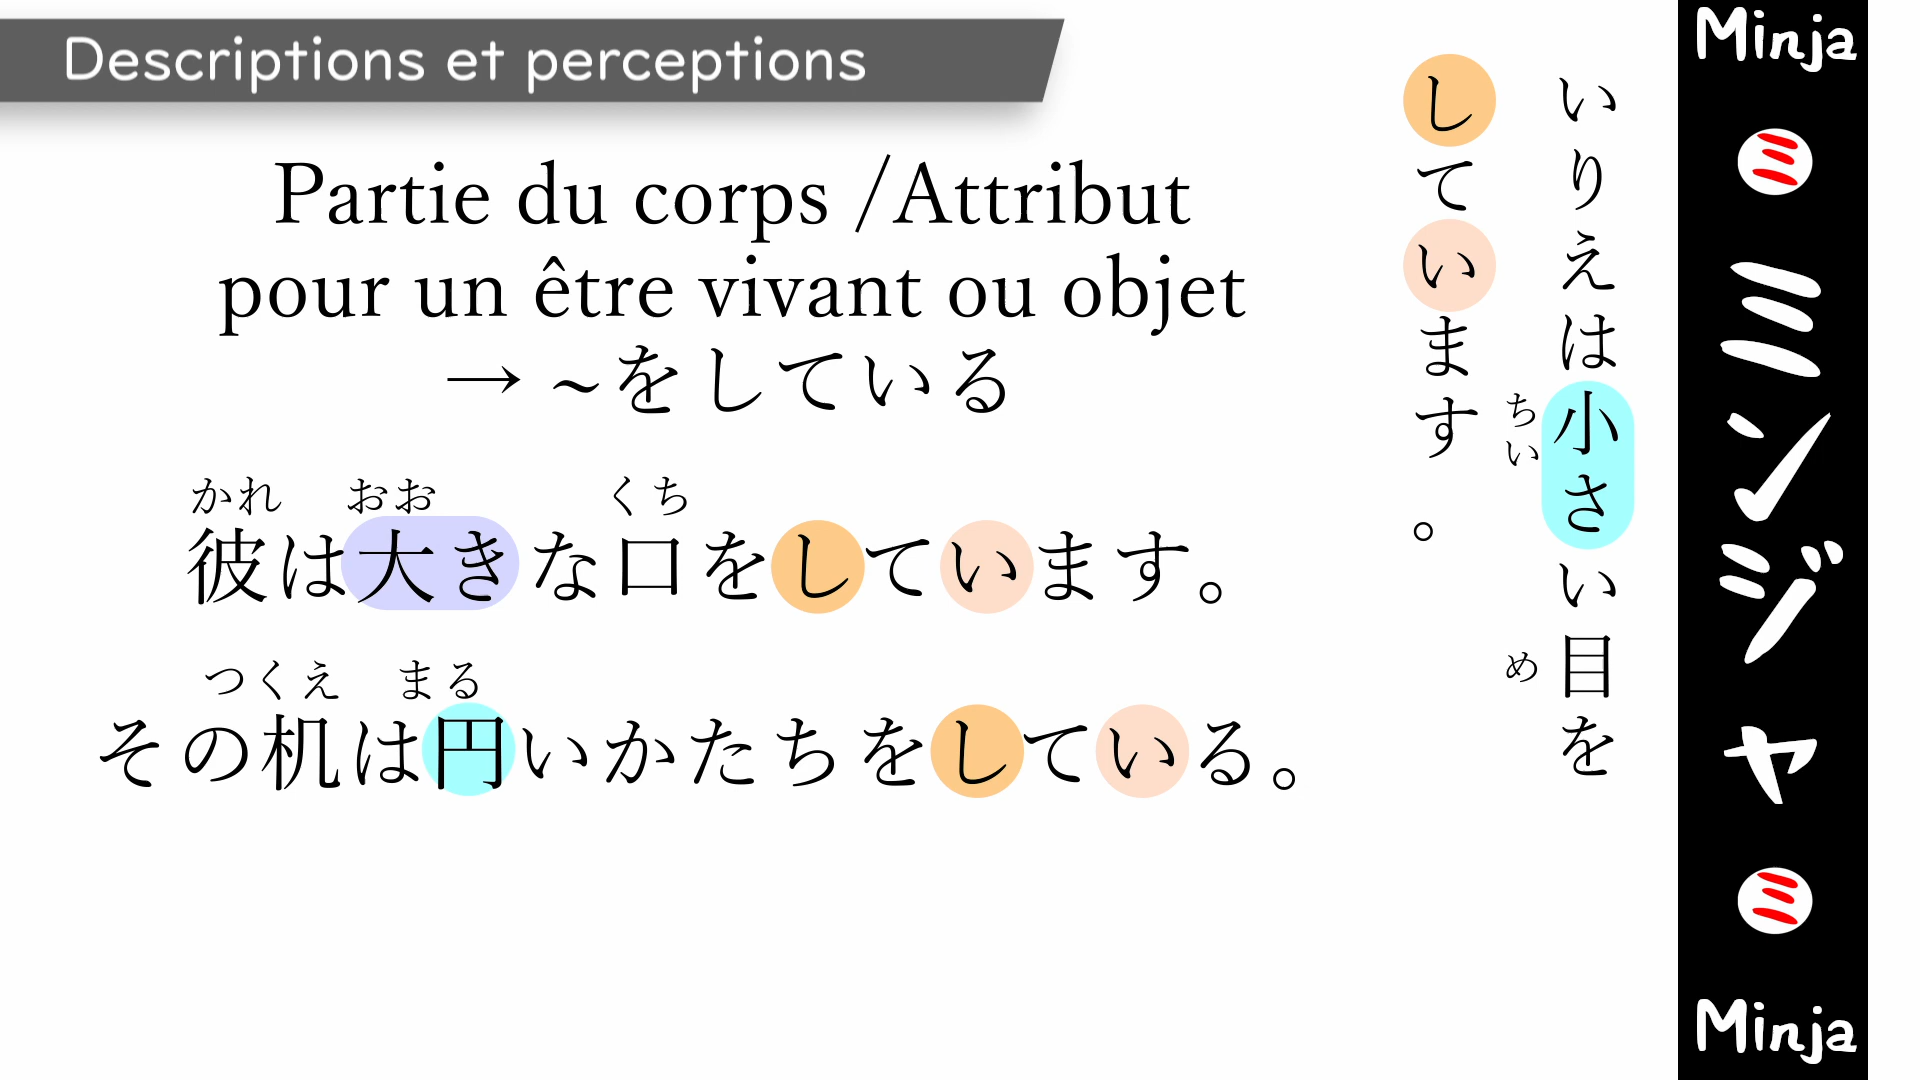 Descriptions et perceptions
Partie du corps /Attribut
pour un être vivant ou objet
→ ~をしている
かれ おお くち
彼は大きな口をしています。
つくえ まる
その机は円いかたちをしている。
いりえは小さい目を
ちい め
しています。
Minja
ミ
ミンジャ
ミ
Minja